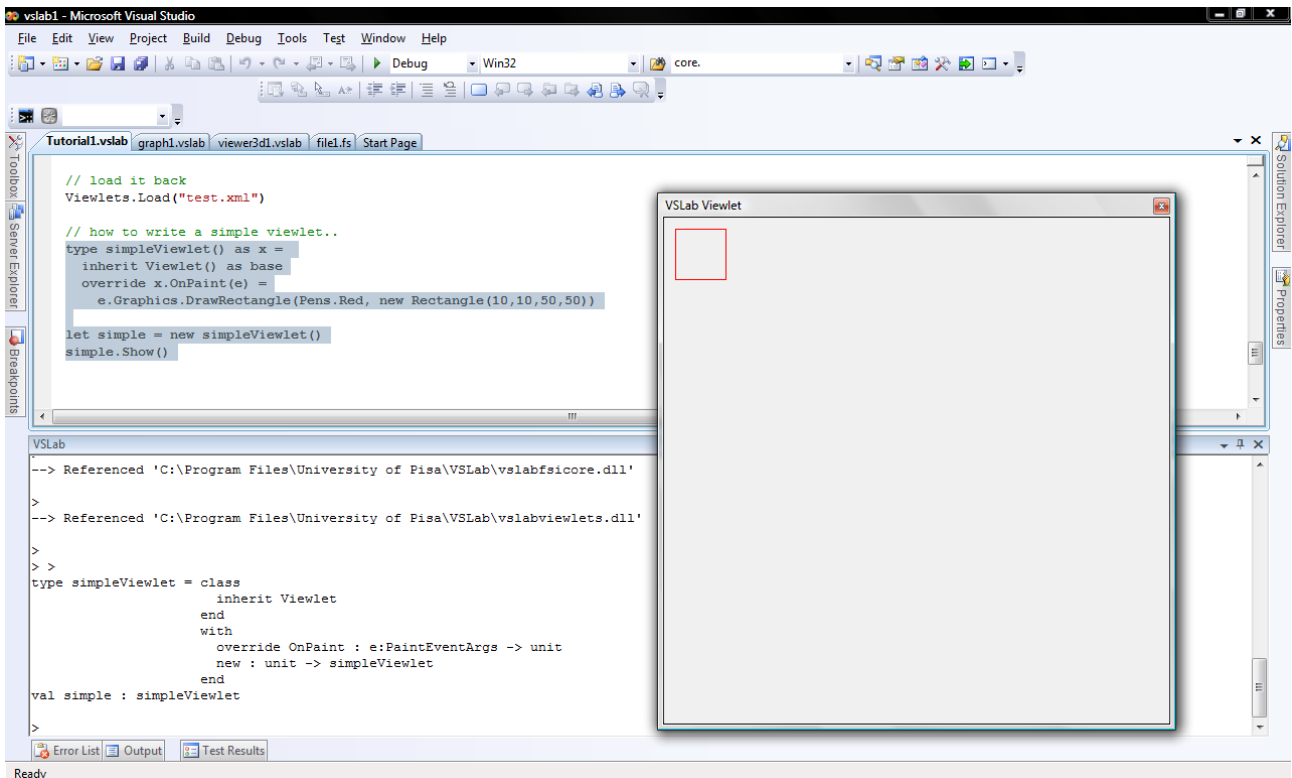 vslab1 - Microsoft Visual Studio
File Edit View Project Build Debug Tools Test Window Help
Debug Win32 core.
Tutorial1.vslab graph1.vslab viewer3d1.vslab file1.fs Start Page
Toolbox
Server Explorer
Breakpoints
// load it back
Viewlets.Load("test.xml")
// how to write a simple viewlet..
type simpleViewlet() as x =
inherit Viewlet() as base
override x.OnPaint(e) =
e.Graphics.DrawRectangle(Pens.Red, new Rectangle(10,10,50,50))
let simple = new simpleViewlet()
simple.Show()
VSLab Viewlet
Solution Explorer
Properties
VSLab
--> Referenced 'C:\Program Files\University of Pisa\VSLab\vslabfsicore.dll'
>
--> Referenced 'C:\Program Files\University of Pisa\VSLab\vslabviewlets.dll'
>
> >
type simpleViewlet = class
inherit Viewlet
end
with
override OnPaint : e:PaintEventArgs -> unit
new : unit -> simpleViewlet
end
val simple : simpleViewlet
>
Error List Output Test Results
Ready